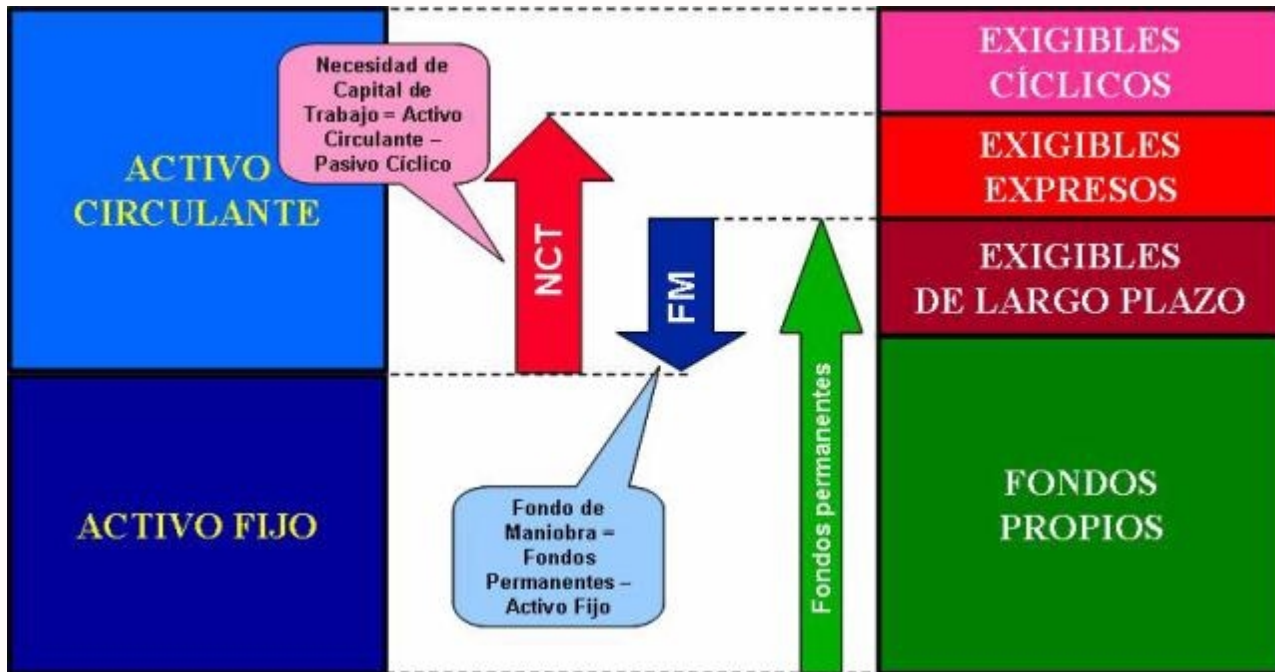 ACTIVO
CIRCULANTE
ACTIVO FIJO
Necesidad de
Capital de
Trabajo = Activo
Circulante –
Pasivo Cíclico
NCT
FM
Fondo de
Maniobra =
Fondos
Permanentes –
Activo Fijo
Fondos permanentes
EXIGIBLES
CÍCLICOS
EXIGIBLES
EXPRESOS
EXIGIBLES
DE LARGO PLAZO
FONDOS
PROPIOS